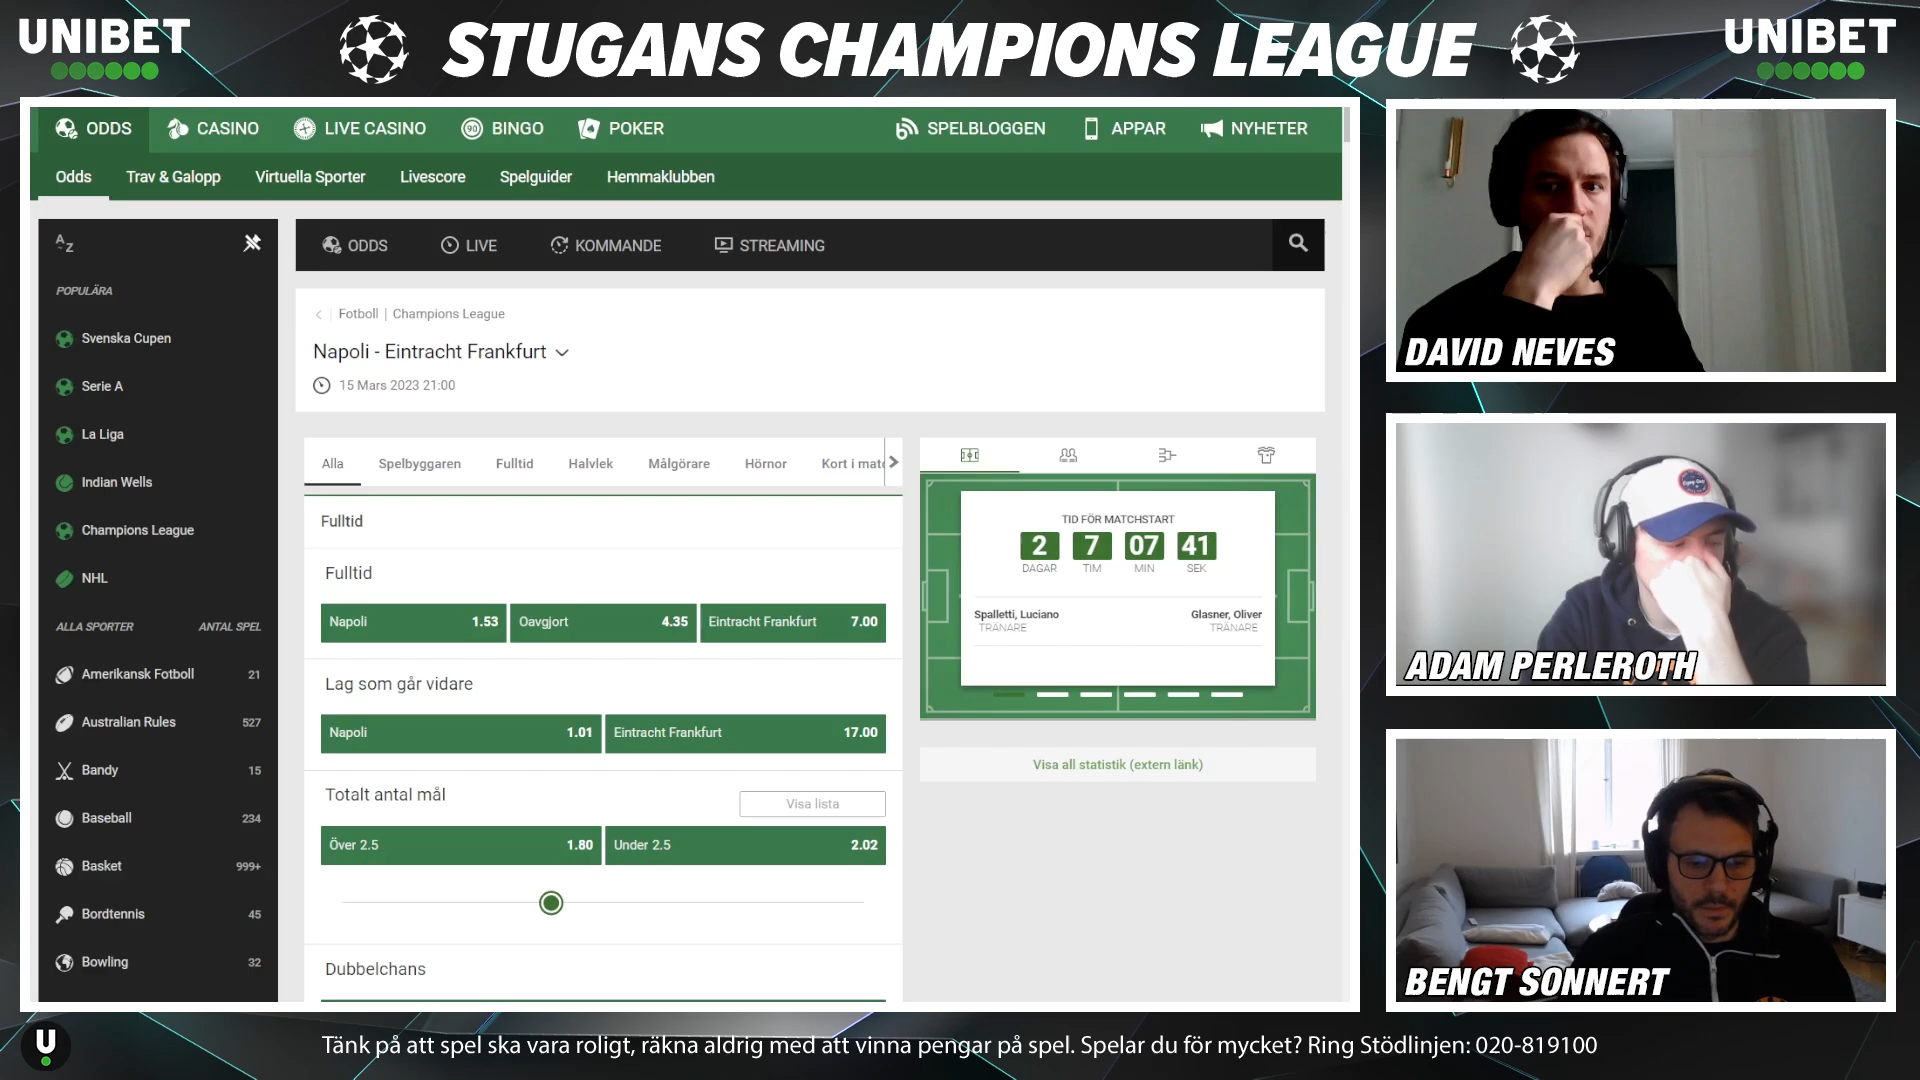 UNIBET
STUGANS CHAMPIONS LEAGUE
UNIBET
ODDS
CASINO
LIVE CASINO
90 BINGO
POKER
SPELBLOGGEN
APPAR
NYHETER
Odds
Trav & Galopp
Virtuella Sporter
Livescore
Spelguider
Hemmaklubben
A-Z
POPULÄRA
Svenska Cupen
Serie A
La Liga
Indian Wells
Champions League
NHL
ALLA SPORTER ANTAL SPEL
Amerikansk Fotboll 21
Australian Rules 527
Bandy 15
Baseball 234
Basket 999+
Bordtennis 45
Bowling 32
ODDS
LIVE
KOMMANDE
STREAMING
Fotboll | Champions League
Napoli - Eintracht Frankfurt
15 Mars 2023 21:00
Alla
Spelbyggaren
Fulltid
Halvlek
Målgörare
Hörnor
Kort i mat
Fulltid
Fulltid
Napoli 1.53
Oavgjort 4.35
Eintracht Frankfurt 7.00
Lag som går vidare
Napoli 1.01
Eintracht Frankfurt 17.00
Totalt antal mål
Visa lista
Över 2.5 1.80
Under 2.5 2.02
Dubbelchans
TID FÖR MATCHSTART
2 7 07 41
DAGAR TIM MIN SEK
Spalletti, Luciano
TRÄNARE
Glasner, Oliver
TRÄNARE
Visa all statistik (extern länk)
DAVID NEVES
ADAM PERLEROTH
BENGT SONNERT
U
Tänk på att spel ska vara roligt, räkna aldrig med att vinna pengar på spel. Spelar du för mycket? Ring Stödlinjen: 020-819100